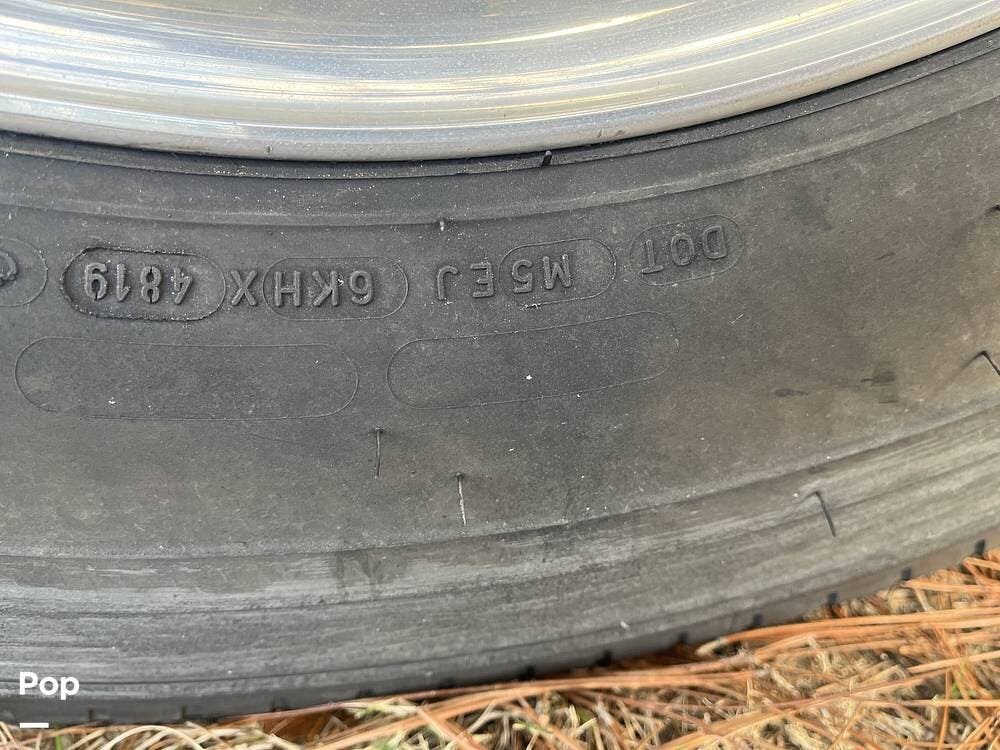 DOT M5EJ 6KHX 4819
Pop